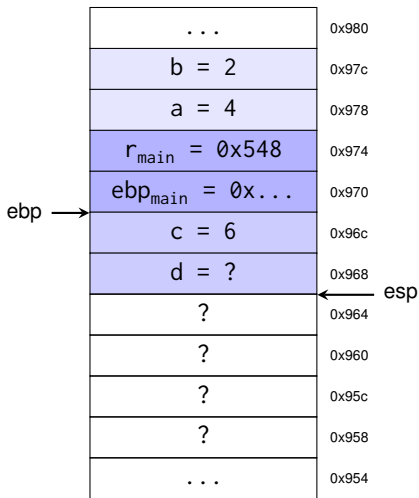 ... 0x980
b = 2 0x97c
a = 4 0x978
r_main = 0x548 0x974
ebp_main = 0x... 0x970
ebp
c = 6 0x96c
d = ? 0x968
esp
? 0x964
? 0x960
? 0x95c
? 0x958
... 0x954